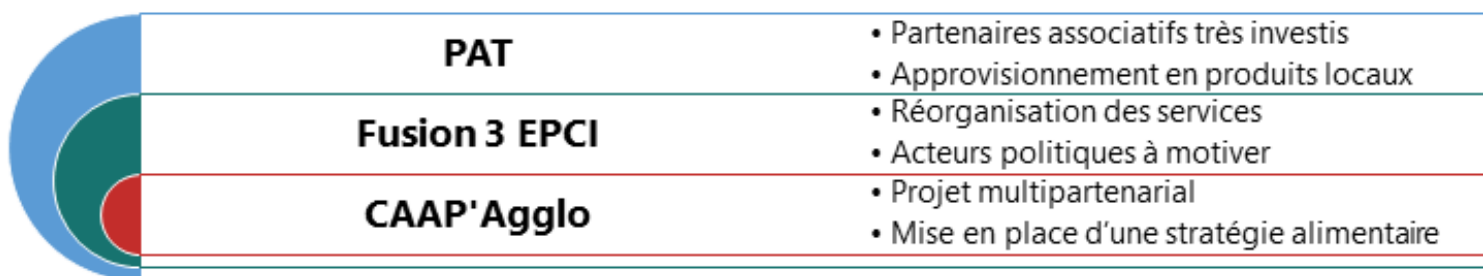 PAT
• Partenaires associatifs très investis
• Approvisionnement en produits locaux
Fusion 3 EPCI
• Réorganisation des services
• Acteurs politiques à motiver
CAAP'Agglo
• Projet multipartenarial
• Mise en place d’une stratégie alimentaire